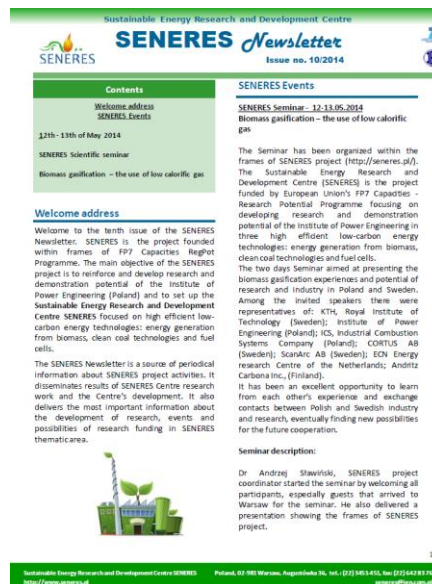 Sustainable Energy Research and Development Centre
SENERES Newsletter
SENERES
Issue no. 10/2014
Contents
Welcome address
SENERES Events
12th - 13th of May 2014
SENERES Scientific seminar
Biomass gasification – the use of low calorific gas
Welcome address
Welcome to the tenth issue of the SENERES
Newsletter. SENERES is the project founded
within frames of FP7 Capacities RegPot
Programme. The main objective of the SENERES
project is to reinforce and develop research and
demonstration potential of the Institute of
Power Engineering (Poland) and to set up the
Sustainable Energy Research and Development
Centre SENERES focused on high efficient low-
carbon energy technologies: energy generation
from biomass, clean coal technologies and fuel
cells.
The SENERES Newsletter is a source of periodical
information about SENERES project activities. It
disseminates results of SENERES Centre research
work and the Centre's development. It also
delivers the most important information about
the development of research, events and
possibilities of research funding in SENERES
thematic area.
SENERES Events
SENERES Seminar - 12-13.05.2014
Biomass gasification – the use of low calorific
gas
The Seminar has been organized within the
frames of SENERES project (http://seneres.pl/).
The Sustainable Energy Research and
Development Centre (SENERES) is the project
funded by European Union's FP7 Capacities -
Research Potential Programme focusing on
developing research and demonstration
potential of the Institute of Power Engineering in
three high efficient low-carbon energy
technologies: energy generation from biomass,
clean coal technologies and fuel cells.
The two days Seminar aimed at presenting the
biomass gasification experiences and potential of
research and industry in Poland and Sweden.
Among the invited speakers there were
representatives of: KTH, Royal Institute of
Technology (Sweden); Institute of Power
Engineering (Poland); ICS, Industrial Combustion
Systems Company (Poland); CORTUS AB
(Sweden); ScanArc AB (Sweden); ECN Energy
research Centre of the Netherlands; Andritz
Carbona Inc., (Finland).
It has been an excellent opportunity to learn
from each other's experience and exchange
contacts between Polish and Swedish industry
and research, eventually finding new possibilities
for the future cooperation.
Seminar description:
Dr Andrzej Sławiński, SENERES project
coordinator started the seminar by welcoming all
participants, especially guests that arrived to
Warsaw for the seminar. He also delivered a
presentation showing the frames of SENERES
project.
Sustainable Energy Research and Development Centre SENERES Poland, 02-981 Warsaw, Augustówka 36, tel.: (22) 3451455, fax: (22) 642 83 7
http://www.seneres.pl